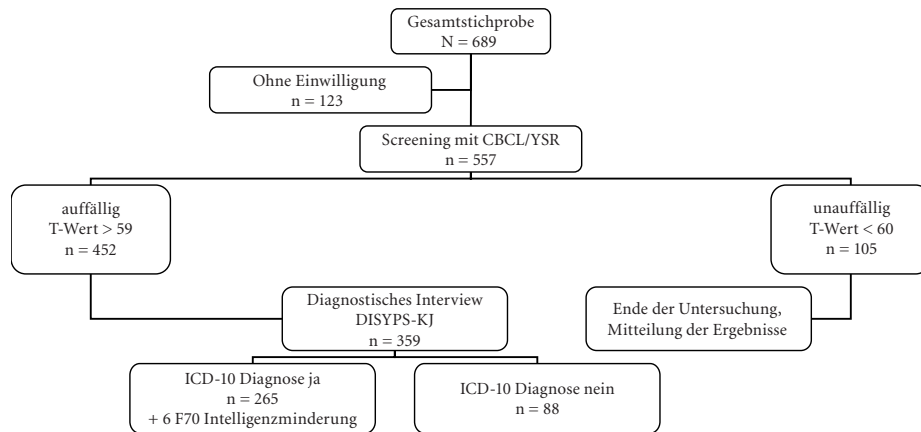 Gesamtstichprobe
N = 689
Ohne Einwilligung
n = 123
Screening mit CBCL/YSR
n = 557
auffällig
T-Wert > 59
n = 452
unauffällig
T-Wert < 60
n = 105
Diagnostisches Interview
DISYPS-KJ
n = 359
Ende der Untersuchung,
Mitteilung der Ergebnisse
ICD-10 Diagnose ja
n = 265
+ 6 F70 Intelligenzminderung
ICD-10 Diagnose nein
n = 88